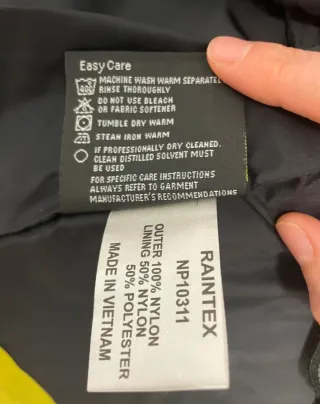 Easy Care
MACHINE WASH WARM SEPARATE
RINSE THOROUGHLY
40C
DO NOT USE BLEACH
OR FABRIC SOFTENER
TUMBLE DRY WARM
STEAM IRON WARM
IF PROFESSIONALLY DRY CLEANED.
CLEAN DISTILLED SOLVENT MUST
BE USED
FOR SPECIFIC CARE INSTRUCTIONS
ALWAYS REFER TO GARMENT
MANUFACTURER'S RECOMMENDATIONS
RAINTEX
NP10311
OUTER 100% NYLON
LINING 50% NYLON
50% POLYESTER
MADE IN VIETNAM